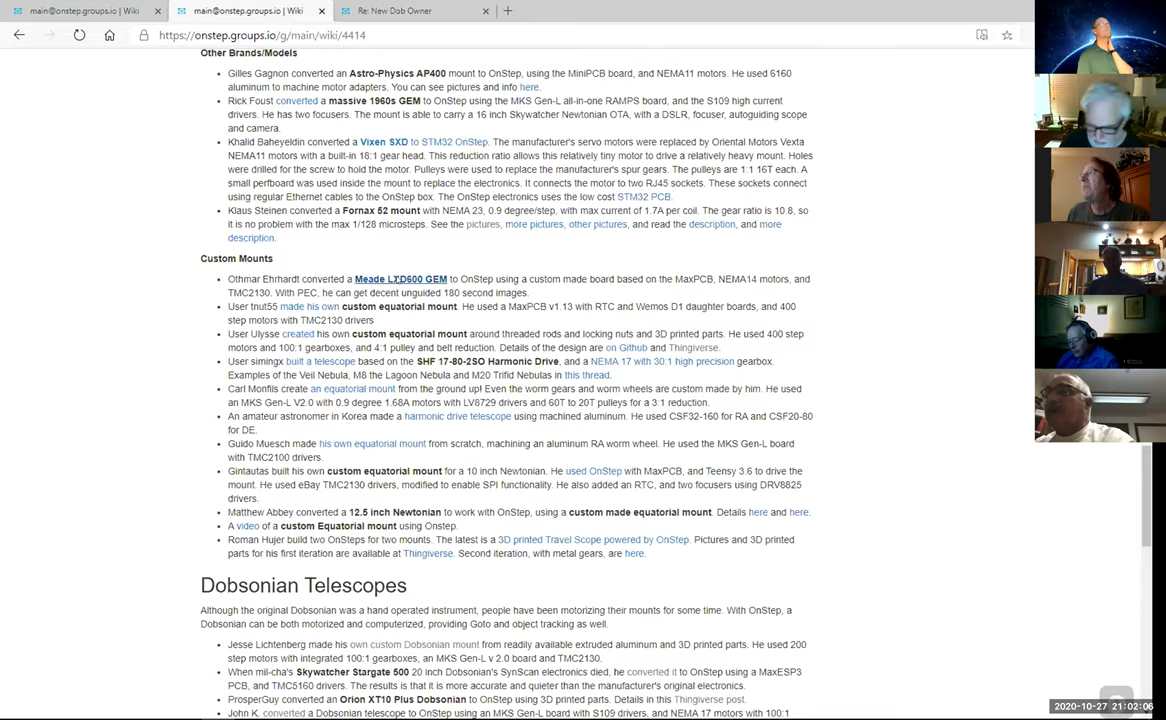 main@onstep.groups.io | Wiki
main@onstep.groups.io | Wiki
Re: New Dob Owner
https://onstep.groups.io/g/main/wiki/4414
Other Brands/Models
Gilles Gagnon converted an Astro-Physics AP400 mount to OnStep, using the MiniPCB board, and NEMA11 motors. He used 6160
aluminum to machine motor adapters. You can see pictures and info here.
Rick Foust converted a massive 1960s GEM to OnStep using the MKS Gen-L all-in-one RAMPS board, and the S109 high current
drivers. He has two focusers. The mount is able to carry a 16 inch Skywatcher Newtonian OTA, with a DSLR, focuser, autoguiding scope
and camera.
Khalid Baheyeldin converted a Vixen SXD to STM32 OnStep. The manufacturer's servo motors were replaced by Oriental Motors Vexta
NEMA11 motors with a built-in 18:1 gear head. This reduction ratio allows this relatively tiny motor to drive a relatively heavy mount. Holes
were drilled for the screw to hold the motor. Pulleys were used to replace the manufacturer's spur gears. The pulleys are 1:1 16T each. A
small perfboard was used inside the mount to replace the electronics. It connects the motor to two RJ45 sockets. These sockets connect
using regular Ethernet cables to the OnStep box. The OnStep electronics uses the low cost STM32 PCB.
Klaus Steinen converted a Fornax 52 mount with NEMA 23, 0.9 degree/step, with max current of 1.7A per coil. The gear ratio is 10.8, so
it is no problem with the max 1/128 microsteps. See the pictures, more pictures, other pictures, and read the description, and more
description.
Custom Mounts
Othmar Ehrhardt converted a Meade LXD600 GEM to OnStep using a custom made board based on the MaxPCB, NEMA14 motors, and
TMC2130. With PEC, he can get decent unguided 180 second images.
User tnut55 made his own custom equatorial mount. He used a MaxPCB v1.13 with RTC and Wemos D1 daughter boards, and 400
step motors with TMC2130 drivers
User Ulysse created his own custom equatorial mount around threaded rods and locking nuts and 3D printed parts. He used 400 step
motors and 100:1 gearboxes, and 4:1 pulley and belt reduction. Details of the design are on Github and Thingiverse.
User simingx built a telescope based on the SHF 17-80-2SO Harmonic Drive, and a NEMA 17 with 30:1 high precision gearbox.
Examples of the Veil Nebula, M8 the Lagoon Nebula and M20 Trifid Nebulas in this thread.
Carl Monfils create an equatorial mount from the ground up! Even the worm gears and worm wheels are custom made by him. He used
an MKS Gen-L V2.0 with 0.9 degree 1.68A motors with LV8729 drivers and 60T to 20T pulleys for a 3:1 reduction.
An amateur astronomer in Korea made a harmonic drive telescope using machined aluminum. He used CSF32-160 for RA and CSF20-80
for DE.
Guido Muesch made his own equatorial mount from scratch, machining an aluminum RA worm wheel. He used the MKS Gen-L board
with TMC2100 drivers.
Gintautas built his own custom equatorial mount for a 10 inch Newtonian. He used OnStep with MaxPCB, and Teensy 3.6 to drive the
mount. He used eBay TMC2130 drivers, modified to enable SPI functionality. He also added an RTC, and two focusers using DRV8825
drivers.
Matthew Abbey converted a 12.5 inch Newtonian to work with OnStep, using a custom made equatorial mount. Details here and here.
A video of a custom Equatorial mount using Onstep.
Roman Hujer build two OnSteps for two mounts. The latest is a 3D printed Travel Scope powered by OnStep. Pictures and 3D printed
parts for his first iteration are available at Thingiverse. Second iteration, with metal gears, are here.
Dobsonian Telescopes
Although the original Dobsonian was a hand operated instrument, people have been motorizing their mounts for some time. With OnStep, a
Dobsonian can be both motorized and computerized, providing Goto and object tracking as well.
Jesse Lichtenberg made his own custom Dobsonian mount from readily available extruded aluminum and 3D printed parts. He used 200
step motors with integrated 100:1 gearboxes, an MKS Gen-L v 2.0 board and TMC2130.
When mil-cha's Skywatcher Stargate 500 20 inch Dobsonian's SynScan electronics died, he converted it to OnStep using a MaxESP3
PCB, and TMC5160 drivers. The results is that it is more accurate and quieter than the manufacturer's original electronics.
ProsperGuy converted an Orion XT10 Plus Dobsonian to OnStep using 3D printed parts. Details in this Thingiverse post.
John K. converted a Dobsonian telescope to OnStep using an MKS Gen-L board with S109 drivers, and NEMA 17 motors with 100:1
2020-10-27 21:02:06